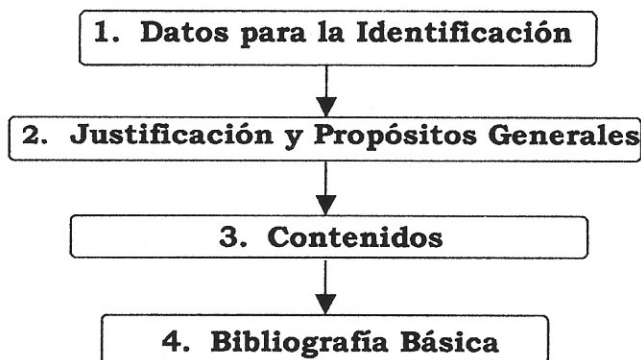 1. Datos para la Identificación
2. Justificación y Propósitos Generales
3. Contenidos
4. Bibliografía Básica